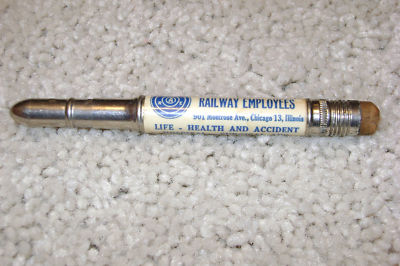 RAILWAY EMPLOYEES
901 Montrose Ave., Chicago 13, Illinois
LIFE - HEALTH AND ACCIDENT